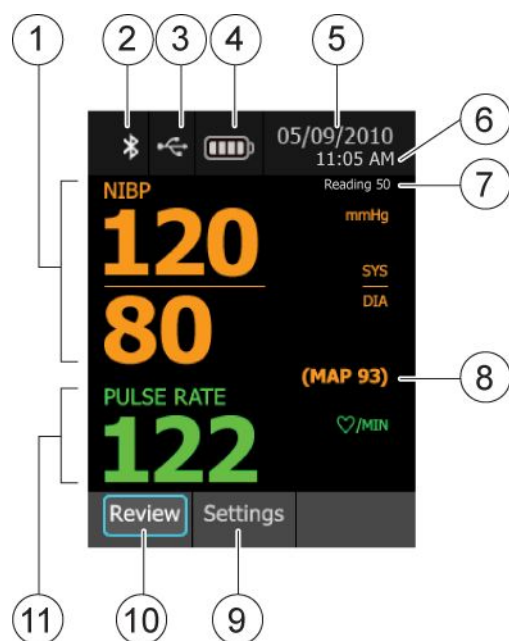 1 2 3 4 5
05/09/2010
6
11:05 AM
Reading 50
7
NIBP
mmHg
120
SYS
80
DIA
(MAP 93)
8
PULSE RATE
122
♡/MIN
Review Settings
11 10 9